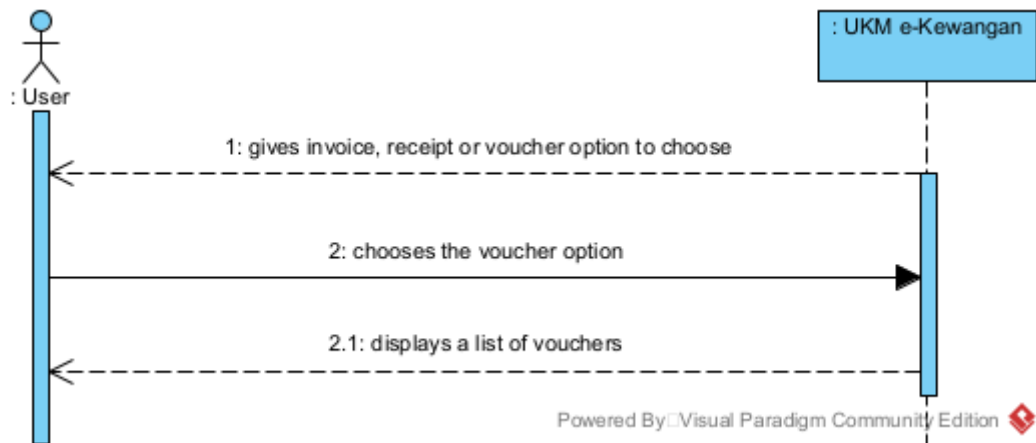 : UKM e-Kewangan
: User
1: gives invoice, receipt or voucher option to choose
2: chooses the voucher option
2.1: displays a list of vouchers
Powered By□Visual Paradigm Community Edition